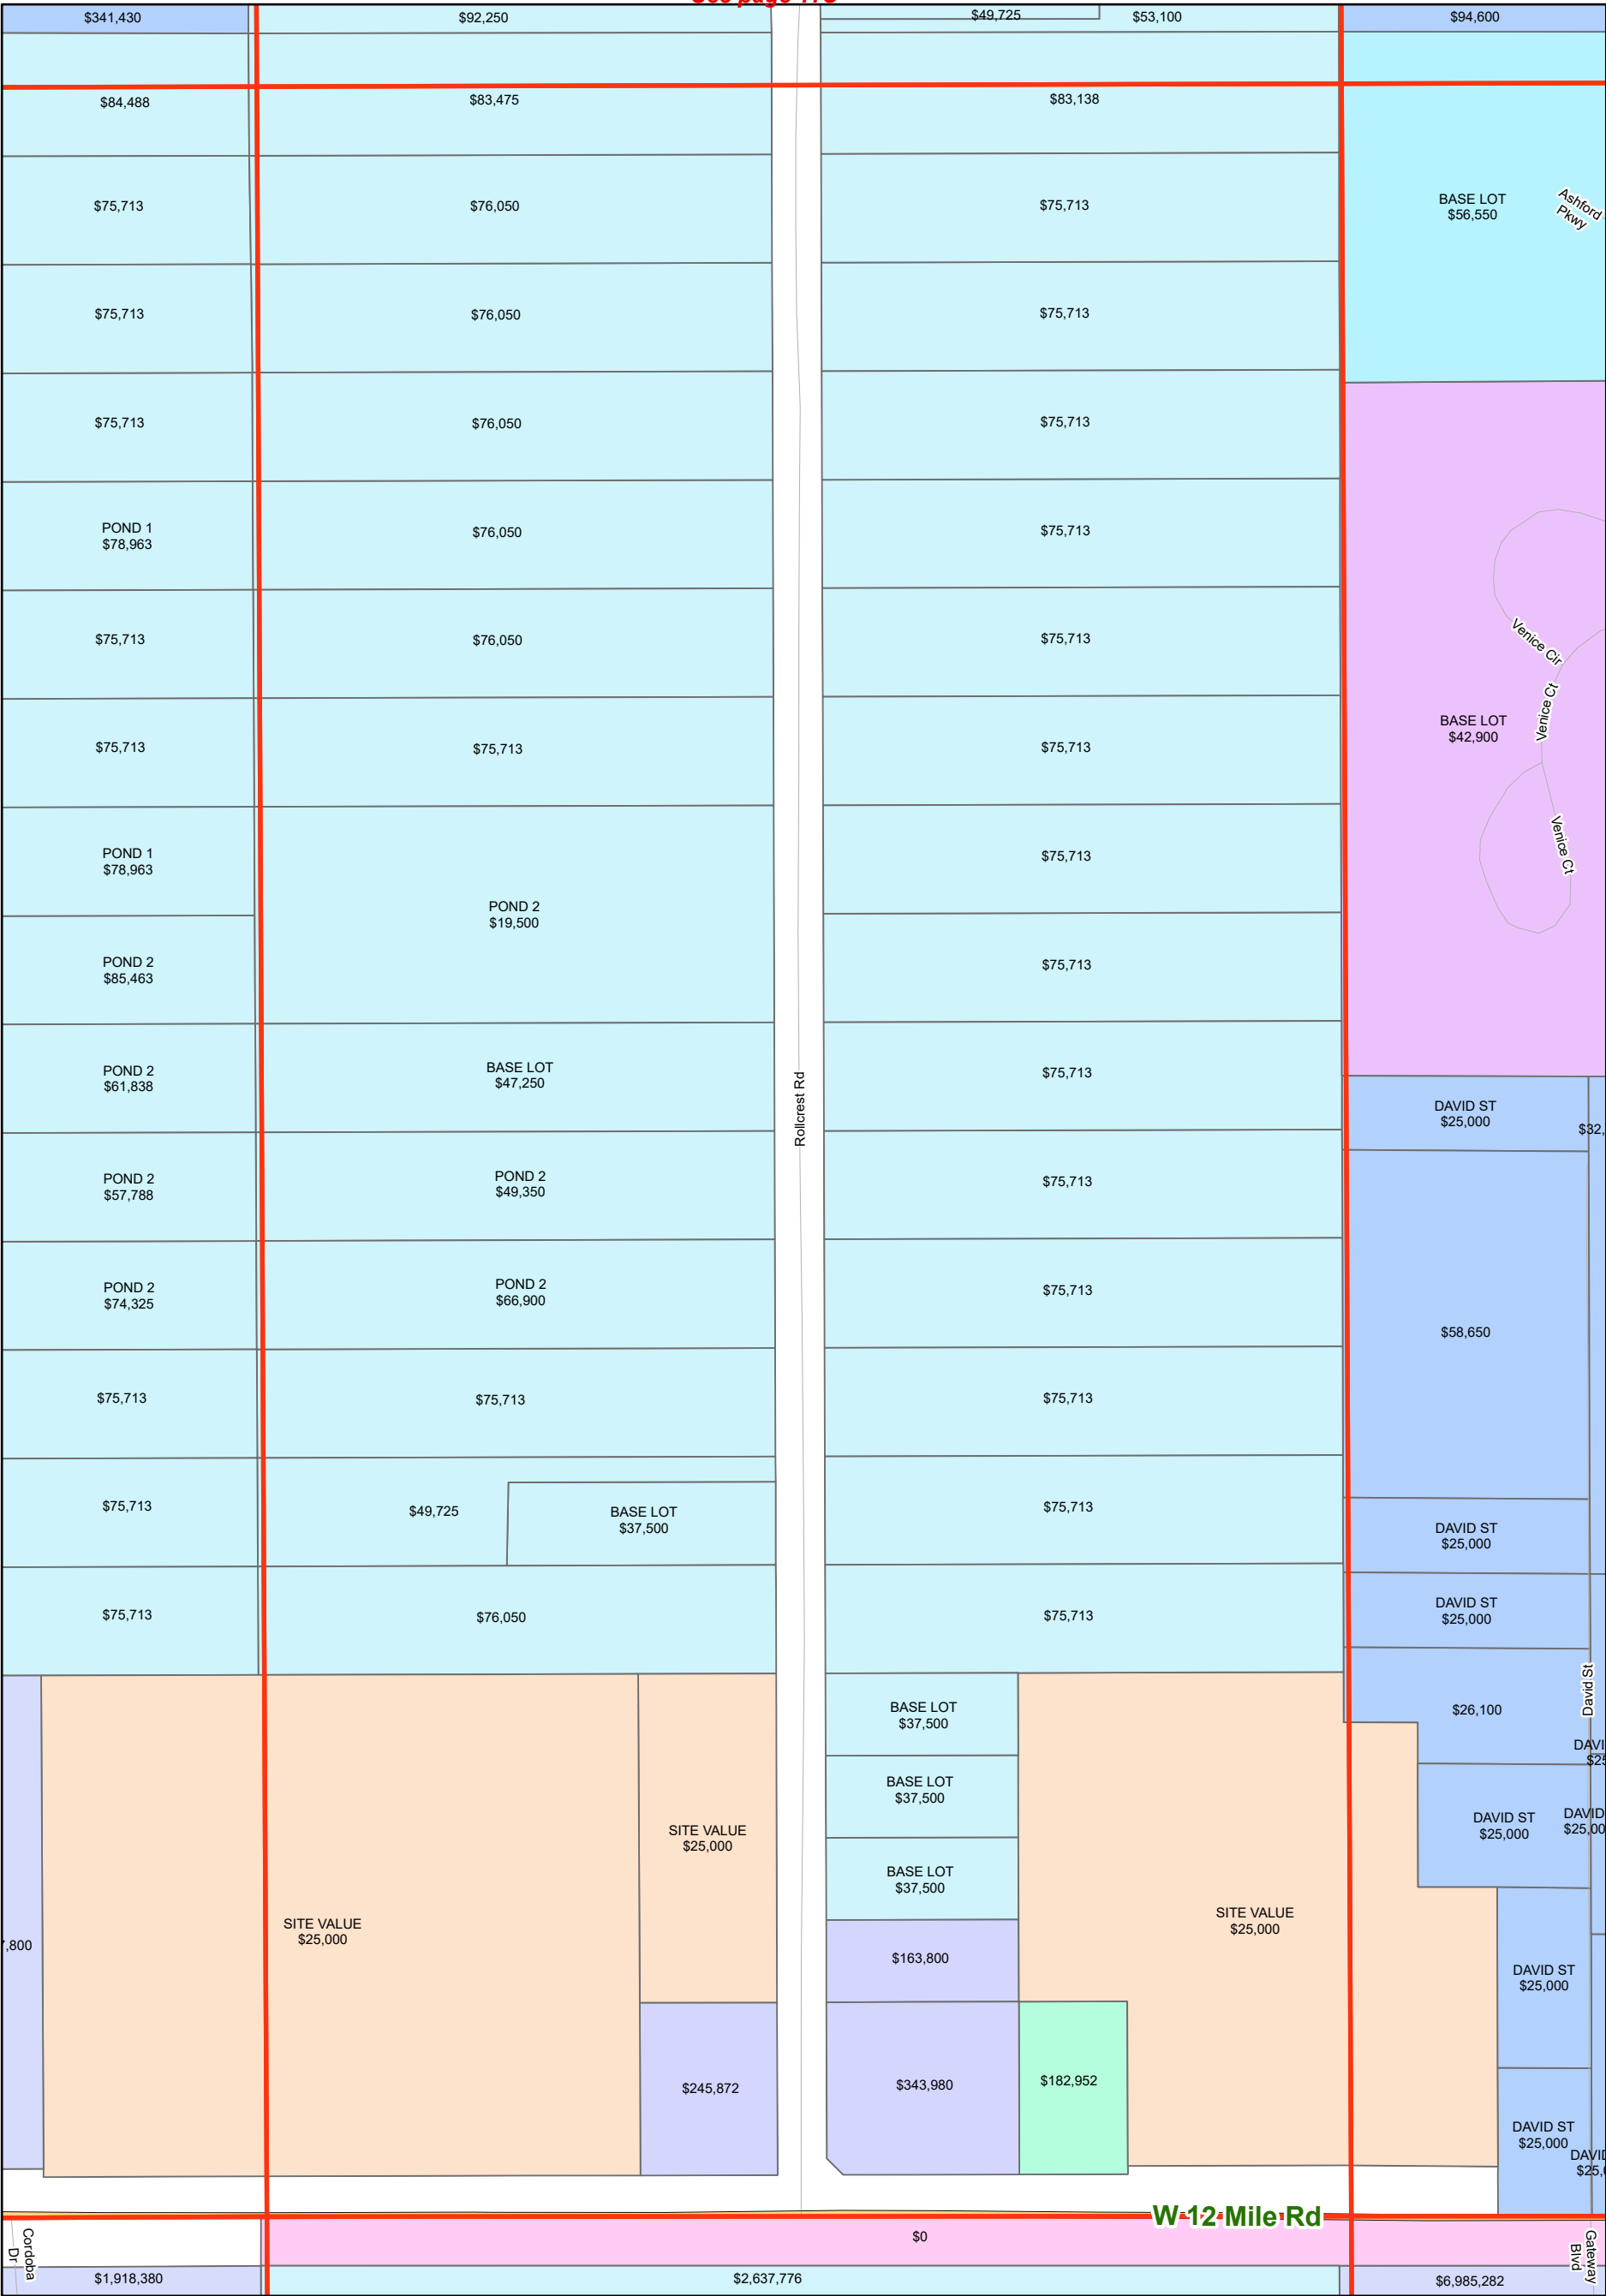 $341,430
$92,250
$49,725
$53,100
$94,600
$84,488
$83,475
$83,138
$75,713
$76,050
$75,713
BASE LOT
$56,550
Ashford
Pkwy
$75,713
$76,050
$75,713
$75,713
$76,050
$75,713
POND 1
$78,963
$76,050
$75,713
$75,713
$76,050
$75,713
Venice Cir
Venice Ct
$75,713
$75,713
$75,713
BASE LOT
$42,900
POND 1
$78,963
$75,713
Venice Ct
POND 2
$19,500
POND 2
$85,463
$75,713
POND 2
$61,838
BASE LOT
$47,250
Rollcrest Rd
$75,713
DAVID ST
$25,000
$32,
POND 2
$57,788
POND 2
$49,350
$75,713
POND 2
$74,325
POND 2
$66,900
$75,713
$58,650
$75,713
$75,713
$75,713
$75,713
$49,725
BASE LOT
$37,500
$75,713
DAVID ST
$25,000
$75,713
$76,050
$75,713
DAVID ST
$25,000
David St
BASE LOT
$37,500
$26,100
DAVI
$25
BASE LOT
$37,500
SITE VALUE
$25,000
DAVID ST
$25,000
DAVID
$25,00
BASE LOT
$37,500
SITE VALUE
$25,000
SITE VALUE
$25,000
,800
$163,800
DAVID ST
$25,000
$245,872
$343,980
$182,952
DAVID ST
$25,000
DAVID
$25,0
W 12 Mile Rd
$0
Cordoba
Dr
Gateway
Blvd
$1,918,380
$2,637,776
$6,985,282